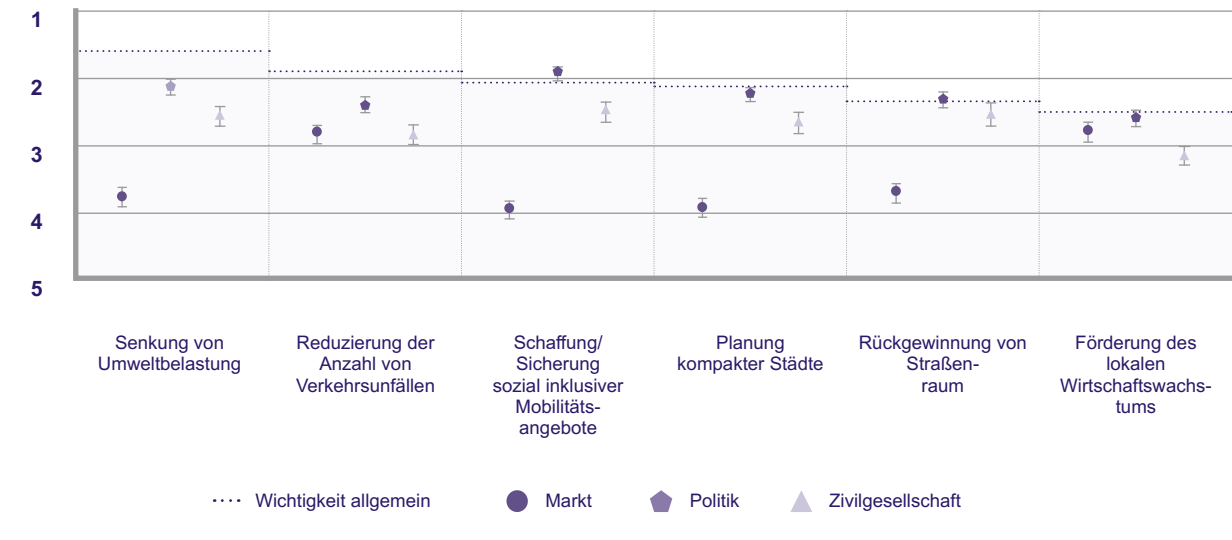 1
2
3
4
5
Senkung von
Umweltbelastung
Reduzierung der
Anzahl von
Verkehrsunfällen
Schaffung/
Sicherung
sozial inklusiver
Mobilitäts-
angebote
Planung
kompakter Städte
Rückgewinnung von
Straßen-
raum
Förderung des
lokalen
Wirtschaftswachs-
tums
Wichtigkeit allgemein
Markt
Politik
Zivilgesellschaft